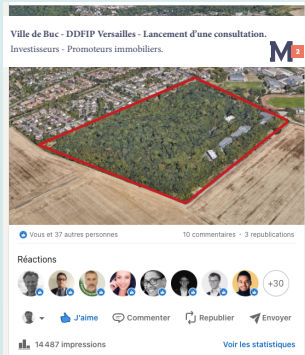 Ville de Buc - DDFIP Versailles - Lancement d'une consultation.
Investisseurs - Promoteurs immobiliers.
M 2
Vous et 37 autres personnes
10 commentaires · 3 republications
Réactions
+30
J'aime
Commenter
Republier
Envoyer
14 487 impressions
Voir les statistiques